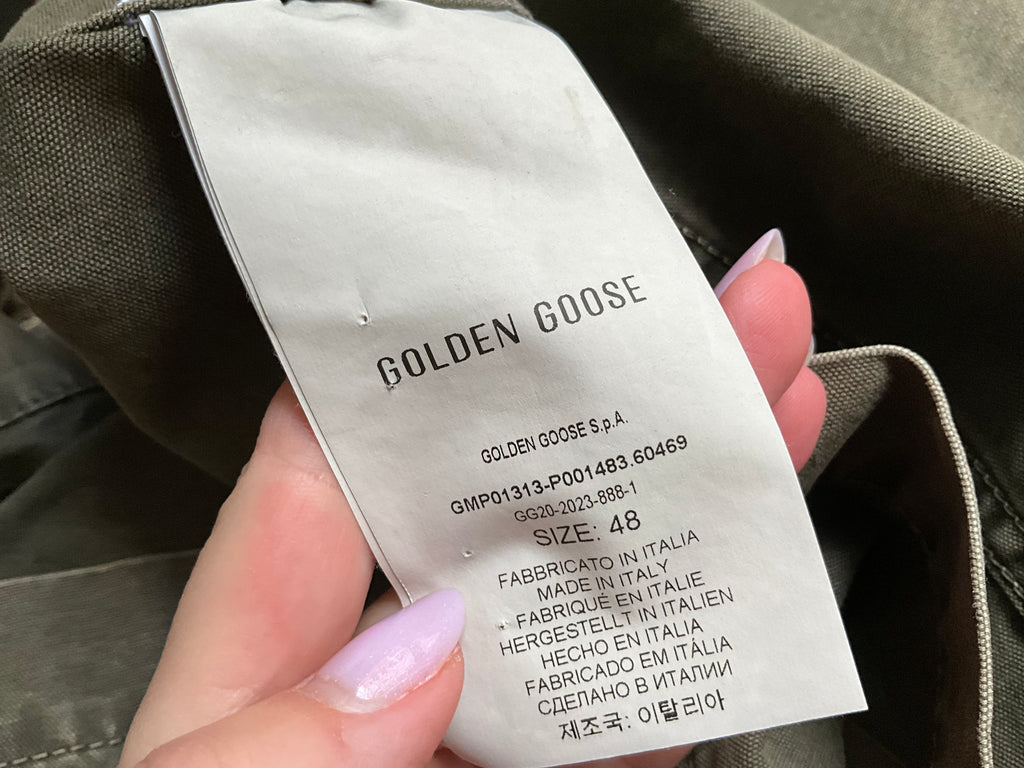 GOLDEN GOOSE
GOLDEN GOOSE S.p.A.
GMP01313-P001483.60469
GG20-2023-888-1
SIZE: 48
FABBRICATO IN ITALIA
MADE IN ITALY
FABRIQUÉ EN ITALIE
HERGESTELLT IN ITALIEN
HECHO EN ITALIA
FABRICADO EM ITÁLIA
СДЕЛАНО В ИТАЛИИ
제조국: 이탈리아